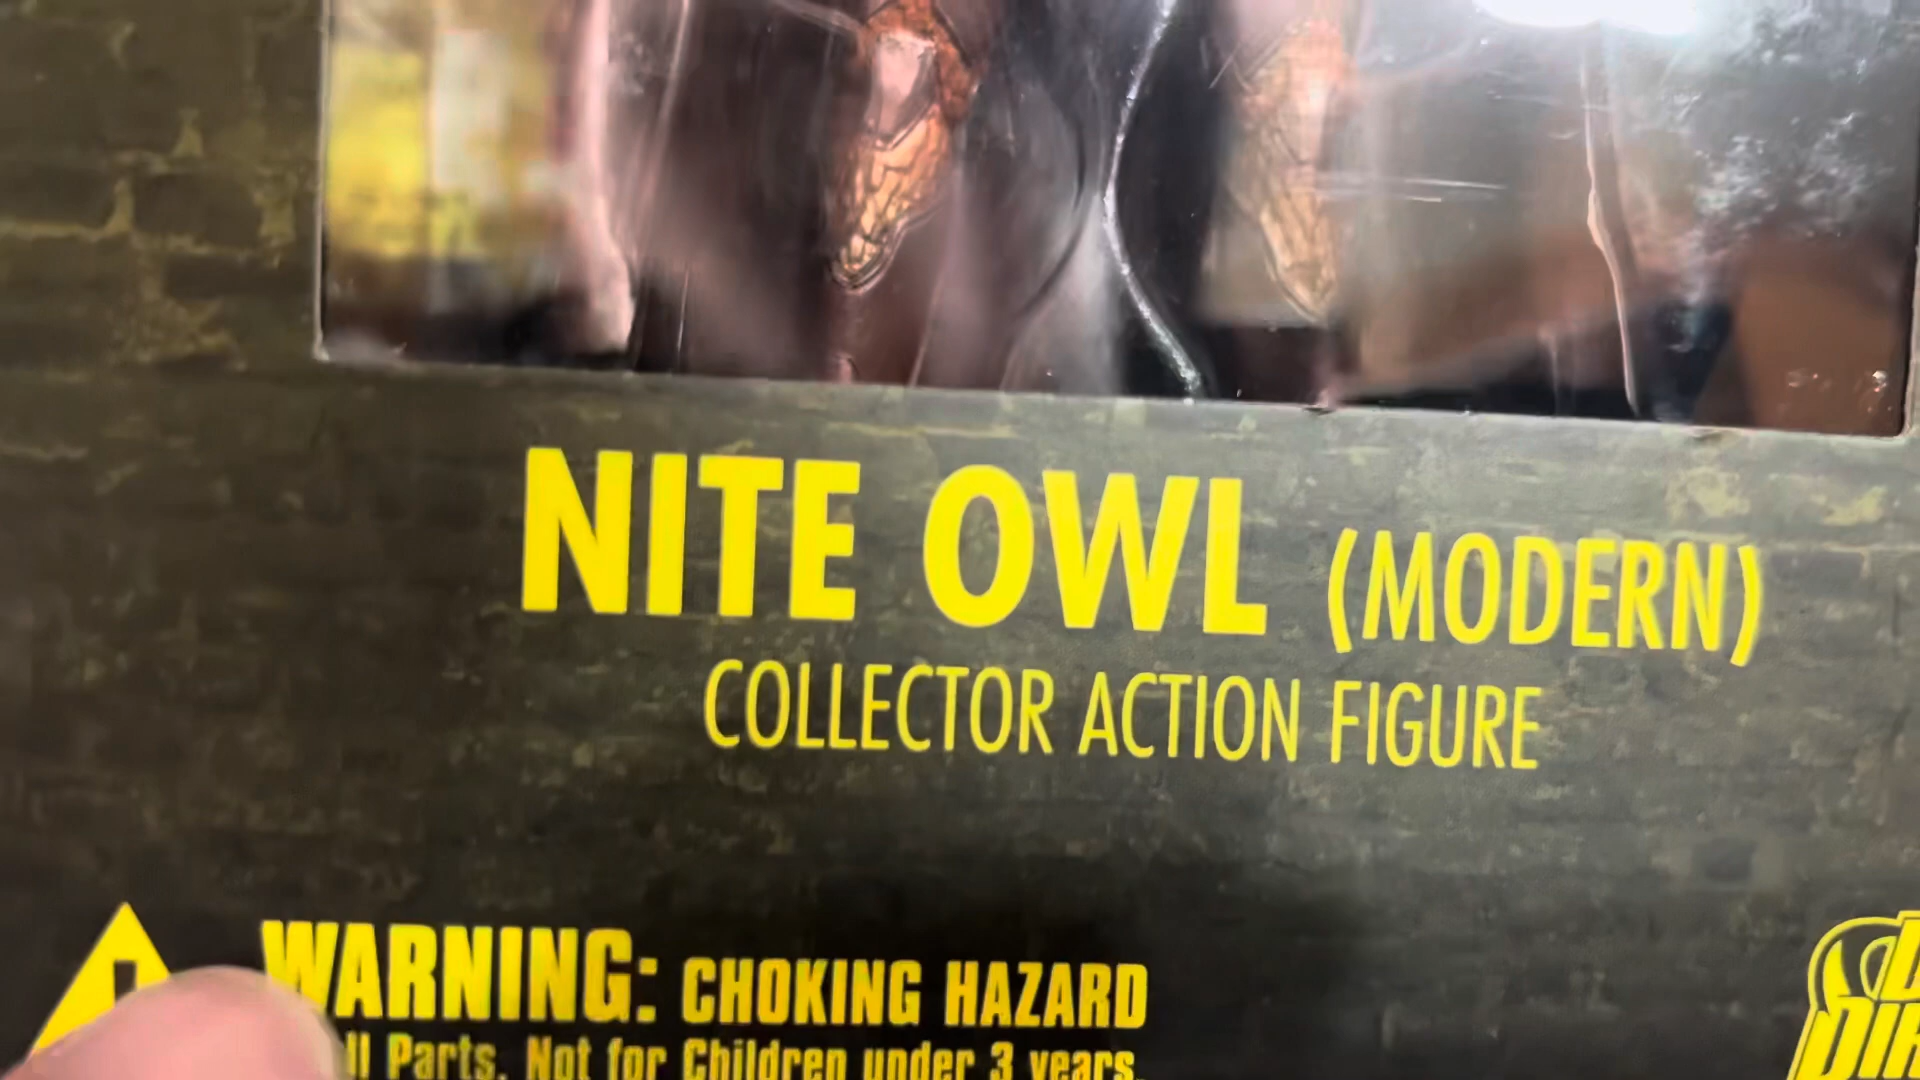 NITE OWL (MODERN)
COLLECTOR ACTION FIGURE
WARNING: CHOKING HAZARD
Parts. Not for Children under 3 years.